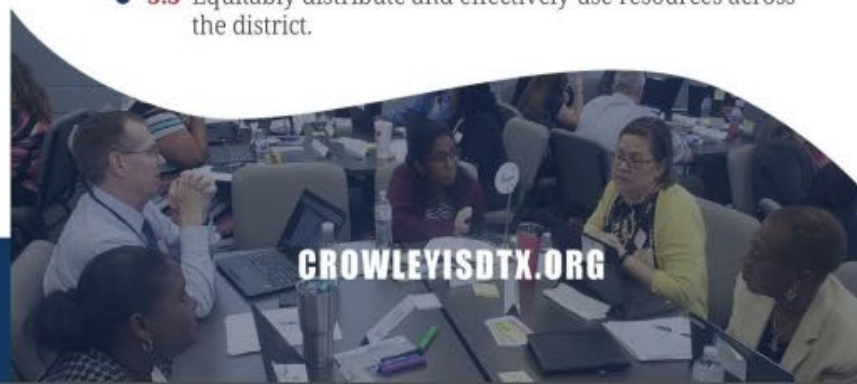 Equitably distribute and effectively use resources across
the district.
CROWLEYISDTX.ORG